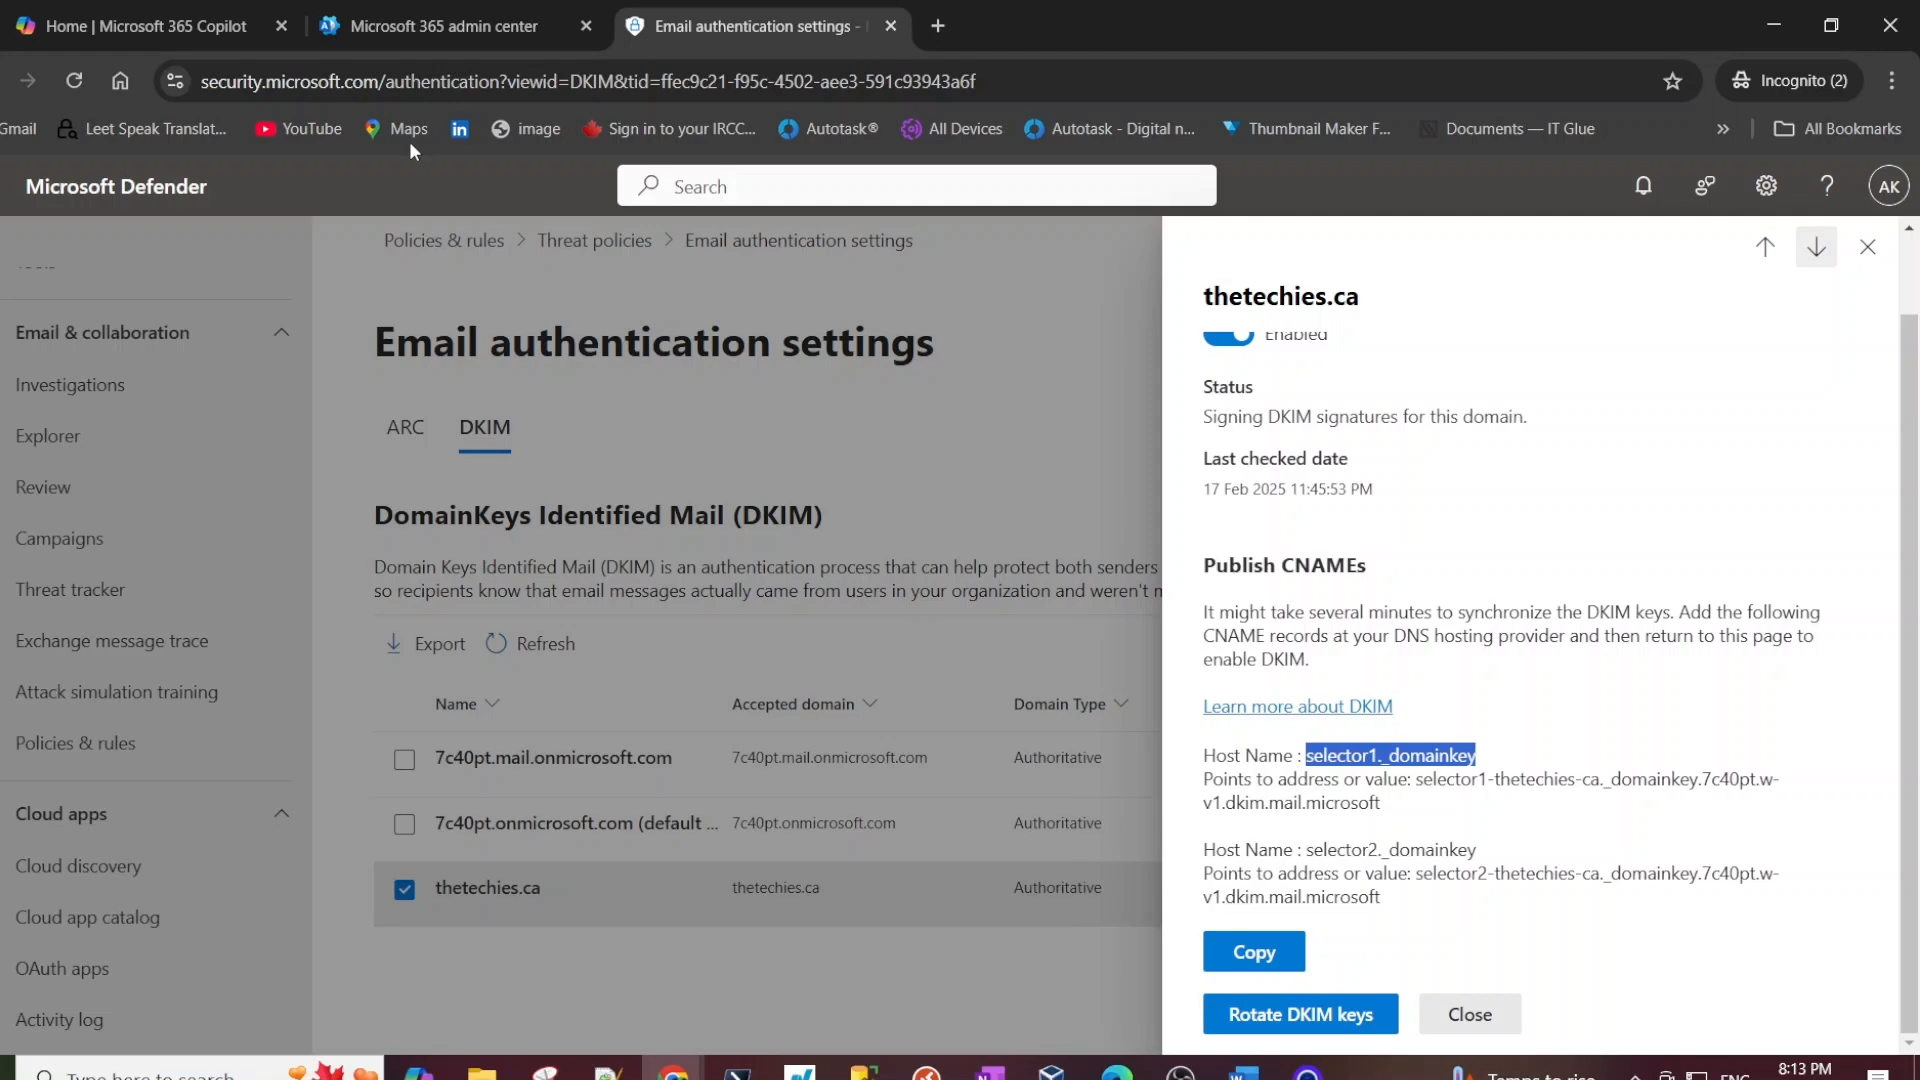 Home | Microsoft 365 Copilot
Microsoft 365 admin center
Email authentication settings -
security.microsoft.com/authentication?viewid=DKIM&tid=ffec9c21-f95c-4502-aee3-591c93943a6f
Incognito (2)
Gmail
Leet Speak Translat...
YouTube
Maps
image
Sign in to your IRCC...
Autotask®
All Devices
Autotask - Digital n...
Thumbnail Maker F...
Documents — IT Glue
All Bookmarks
Microsoft Defender
Search
AK
Email & collaboration
Investigations
Explorer
Review
Campaigns
Threat tracker
Exchange message trace
Attack simulation training
Policies & rules
Cloud apps
Cloud discovery
Cloud app catalog
OAuth apps
Activity log
Policies & rules > Threat policies > Email authentication settings
Email authentication settings
ARC
DKIM
DomainKeys Identified Mail (DKIM)
Domain Keys Identified Mail (DKIM) is an authentication process that can help protect both senders
so recipients know that email messages actually came from users in your organization and weren't
Export
Refresh
Name
Accepted domain
Domain Type
7c40pt.mail.onmicrosoft.com
7c40pt.mail.onmicrosoft.com
Authoritative
7c40pt.onmicrosoft.com (default ...
7c40pt.onmicrosoft.com
Authoritative
thetechies.ca
thetechies.ca
Authoritative
thetechies.ca
Enabled
Status
Signing DKIM signatures for this domain.
Last checked date
17 Feb 2025 11:45:53 PM
Publish CNAMEs
It might take several minutes to synchronize the DKIM keys. Add the following
CNAME records at your DNS hosting provider and then return to this page to
enable DKIM.
Learn more about DKIM
Host Name : selector1._domainkey
Points to address or value: selector1-thetechies-ca._domainkey.7c40pt.w-
v1.dkim.mail.microsoft
Host Name : selector2._domainkey
Points to address or value: selector2-thetechies-ca._domainkey.7c40pt.w-
v1.dkim.mail.microsoft
Copy
Rotate DKIM keys
Close
Type here to search
Temps to rise
ENG
8:13 PM